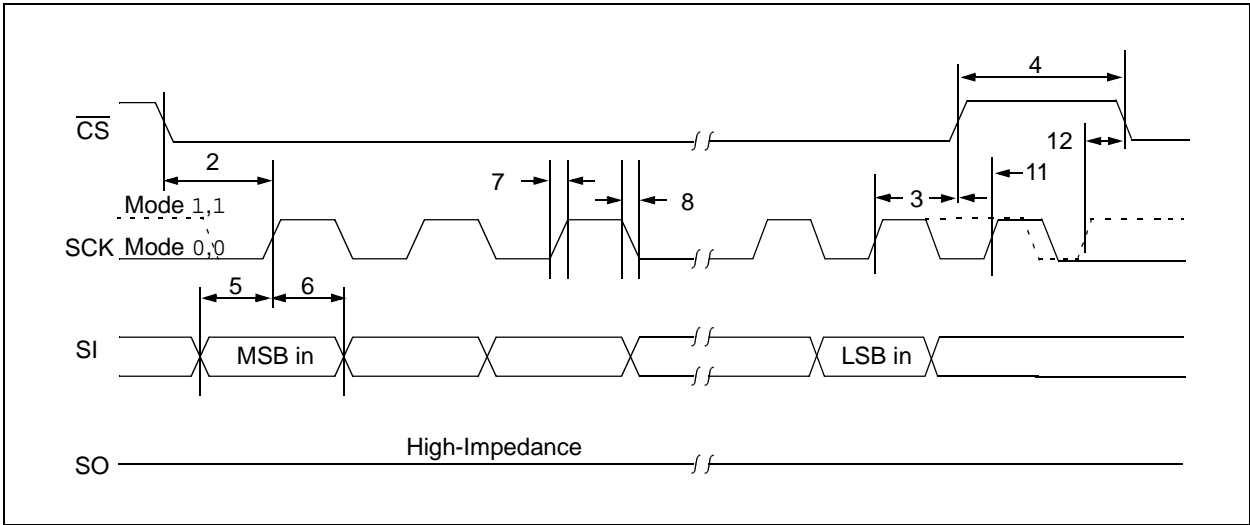 4
CS
12
2
11
7
8
3
Mode 1,1
SCK Mode 0,0
5
6
SI
MSB in
LSB in
High-Impedance
SO